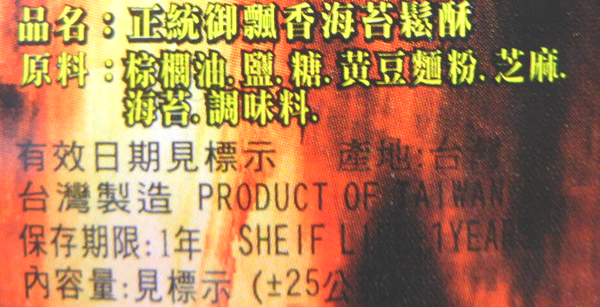 品名：正統御飄香海苔鬆酥
原料：棕櫚油.鹽.糖.黃豆麵粉.芝麻.
海苔.調味料.
有效日期見標示 產地:台
台灣製造 PRODUCT OF TAIWAN
保存期限:1年 SHEIF L 1YEAR
內容量:見標示 (±25公